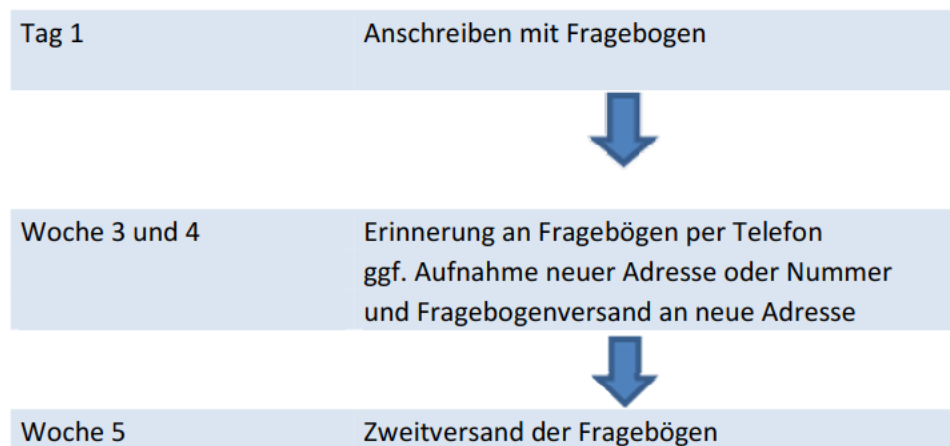 Tag 1 Anschreiben mit Fragebogen
Woche 3 und 4 Erinnerung an Fragebögen per Telefon
ggf. Aufnahme neuer Adresse oder Nummer
und Fragebogenversand an neue Adresse
Woche 5 Zweitversand der Fragebögen